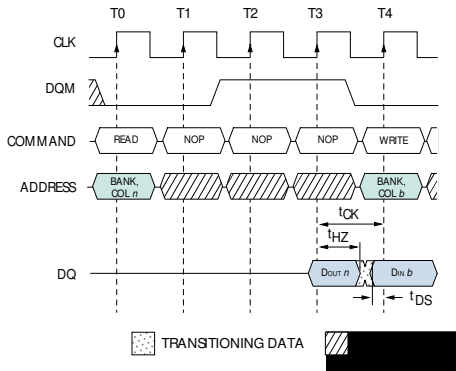 T0 T1 T2 T3 T4
CLK
DQM
COMMAND READ NOP NOP NOP WRITE
ADDRESS BANK, COL n BANK, COL b
tCK
tHZ
DQ DOUT n DIN b
tDS
TRANSITIONING DATA